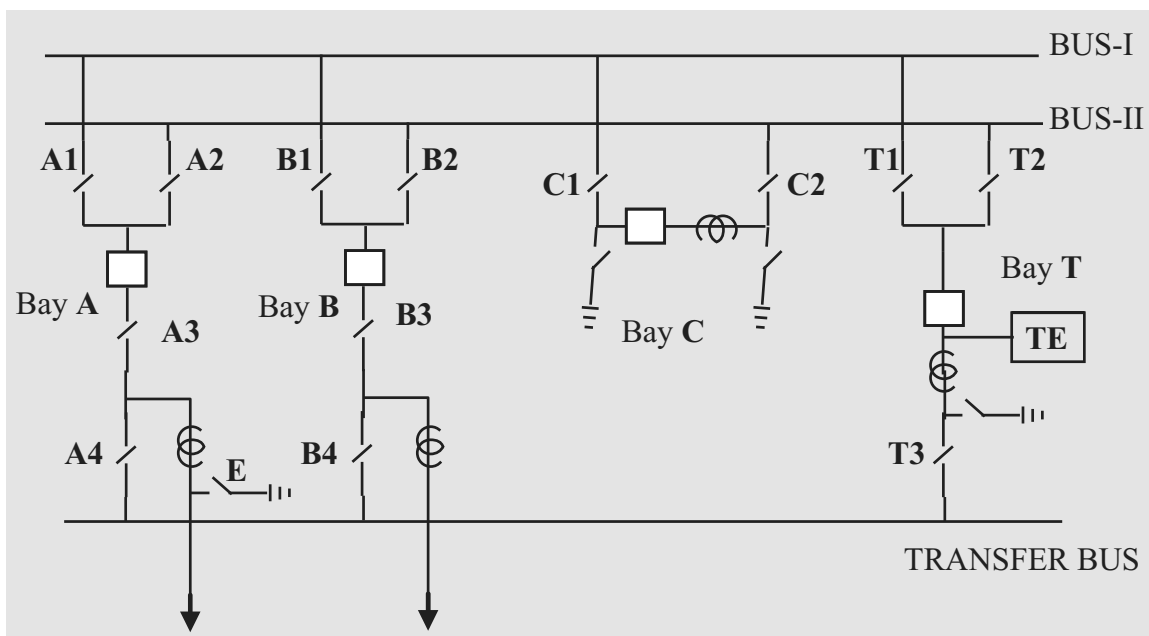 BUS-I
BUS-II
A1 A2 B1 B2 C1 C2 T1 T2
Bay A Bay B Bay C Bay T
A3 B3 TE
A4 E B4 T3
TRANSFER BUS